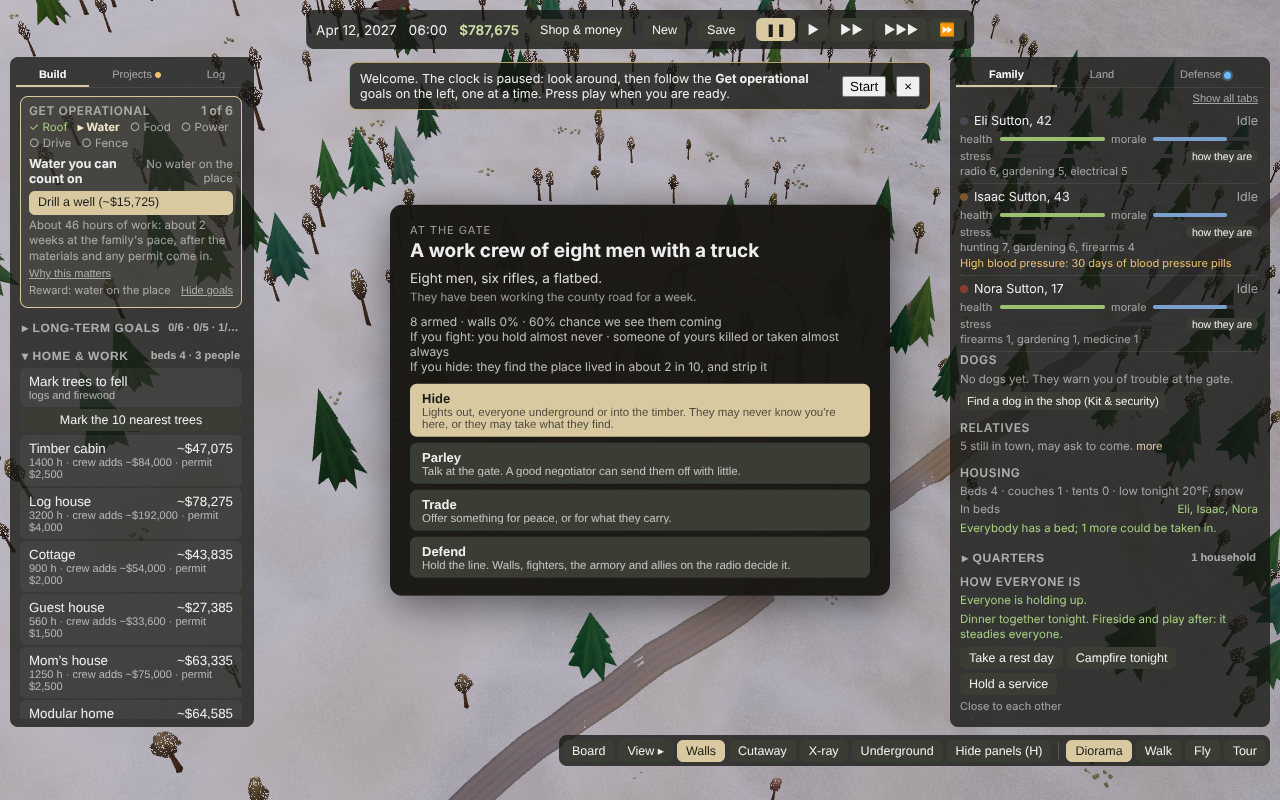 Apr 12, 2027 06:00 $787,675 Shop & money New Save
Welcome. The clock is paused: look around, then follow the Get operational
goals on the left, one at a time. Press play when you are ready.
Start ×
Build Projects Log
GET OPERATIONAL 1 of 6
✓ Roof ▸ Water ○ Food ○ Power
○ Drive ○ Fence
Water you can count on
No water on the place
Drill a well (~$15,725)
About 46 hours of work: about 2
weeks at the family's pace, after the
materials and any permit come in.
Why this matters
Reward: water on the place Hide goals
▸ LONG-TERM GOALS 0/6 · 0/5 · 1/...
▾ HOME & WORK beds 4 · 3 people
Mark trees to fell
logs and firewood
Mark the 10 nearest trees
Timber cabin ~$47,075
1400 h · crew adds ~$84,000 · permit
$2,500
Log house ~$78,275
3200 h · crew adds ~$192,000 · permit
$4,000
Cottage ~$43,835
900 h · crew adds ~$54,000 · permit
$2,000
Guest house ~$27,385
560 h · crew adds ~$33,600 · permit
$1,500
Mom's house ~$63,335
1250 h · crew adds ~$75,000 · permit
$2,500
Modular home ~$64,585
AT THE GATE
A work crew of eight men with a truck
Eight men, six rifles, a flatbed.
They have been working the county road for a week.
8 armed · walls 0% · 60% chance we see them coming
If you fight: you hold almost never · someone of yours killed or taken almost
always
If you hide: they find the place lived in about 2 in 10, and strip it
Hide
Lights out, everyone underground or into the timber. They may never know you're
here, or they may take what they find.
Parley
Talk at the gate. A good negotiator can send them off with little.
Trade
Offer something for peace, or for what they carry.
Defend
Hold the line. Walls, fighters, the armory and allies on the radio decide it.
Family Land Defense
Show all tabs
Eli Sutton, 42 Idle
health morale
stress how they are
radio 6, gardening 5, electrical 5
Isaac Sutton, 43 Idle
health morale
stress how they are
hunting 7, gardening 6, firearms 4
High blood pressure: 30 days of blood pressure pills
Nora Sutton, 17 Idle
health morale
stress how they are
firearms 1, gardening 1, medicine 1
DOGS
No dogs yet. They warn you of trouble at the gate.
Find a dog in the shop (Kit & security)
RELATIVES
5 still in town, may ask to come. more
HOUSING
Beds 4 · couches 1 · tents 0 · low tonight 20°F, snow
In beds Eli, Isaac, Nora
Everybody has a bed; 1 more could be taken in.
▸ QUARTERS 1 household
HOW EVERYONE IS
Everyone is holding up.
Dinner together tonight. Fireside and play after: it
steadies everyone.
Take a rest day Campfire tonight
Hold a service
Close to each other
Board View ▸ Walls Cutaway X-ray Underground Hide panels (H) Diorama Walk Fly Tour